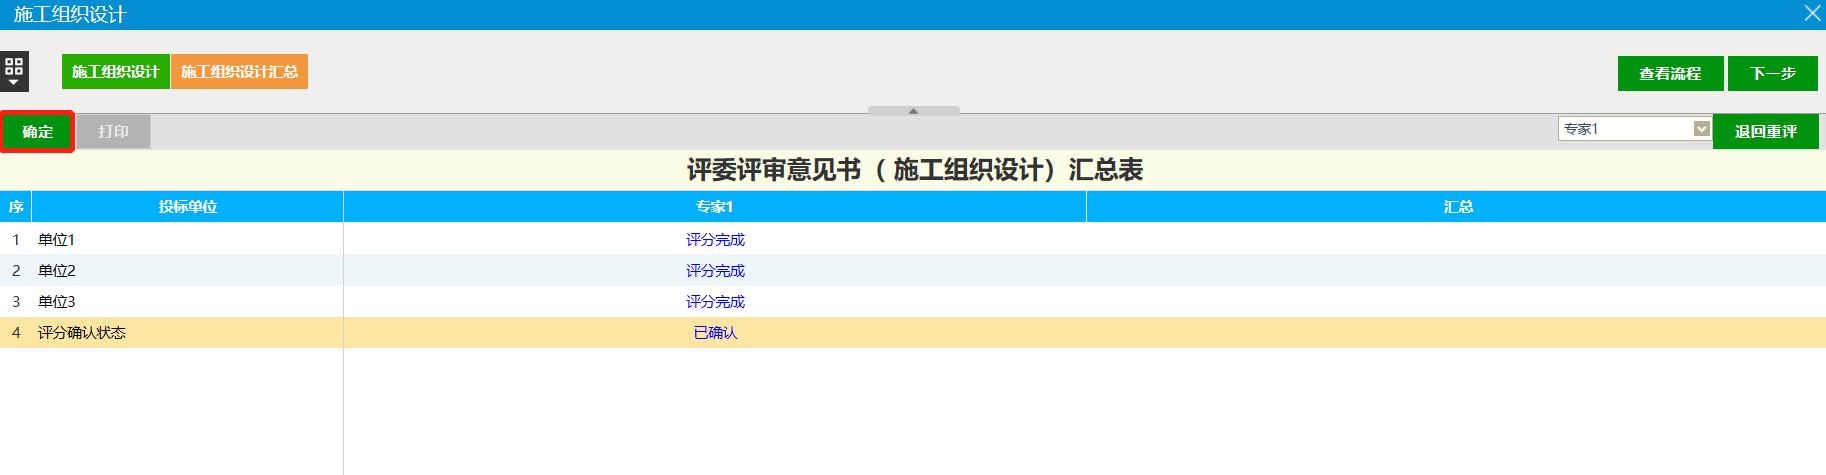 施工组织设计
施工组织设计 施工组织设计汇总 查看流程 下一步
确定 打印 专家1 退回重评
评委评审意见书（ 施工组织设计）汇总表
序 投标单位 专家1 汇总
1 单位1 评分完成
2 单位2 评分完成
3 单位3 评分完成
4 评分确认状态 已确认